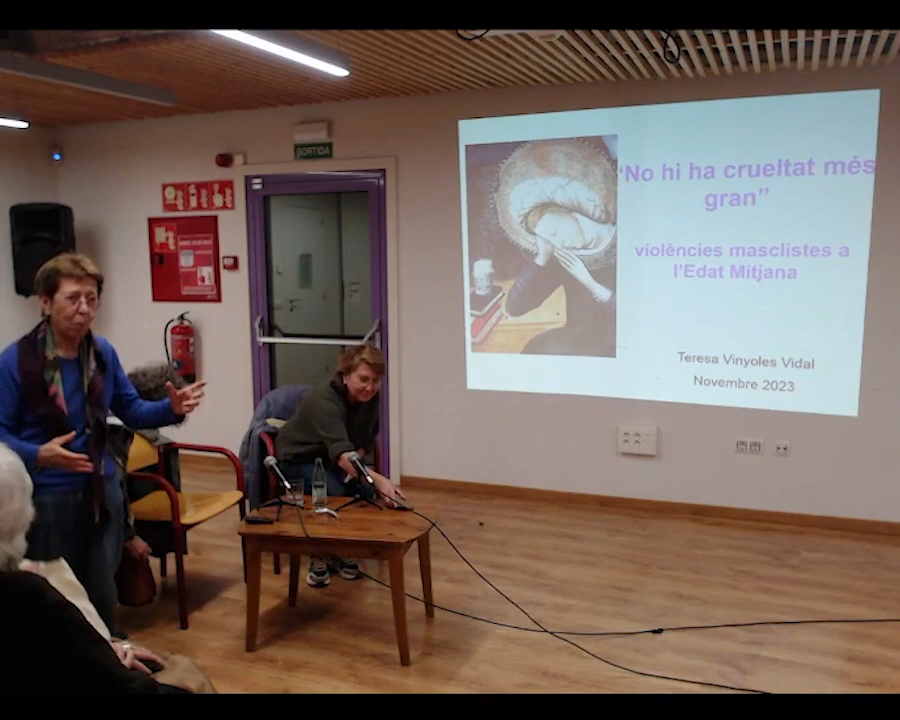 SORTIDA
“No hi ha crueltat més
gran”
violències masclistes a
l’Edat Mitjana
Teresa Vinyoles Vidal
Novembre 2023